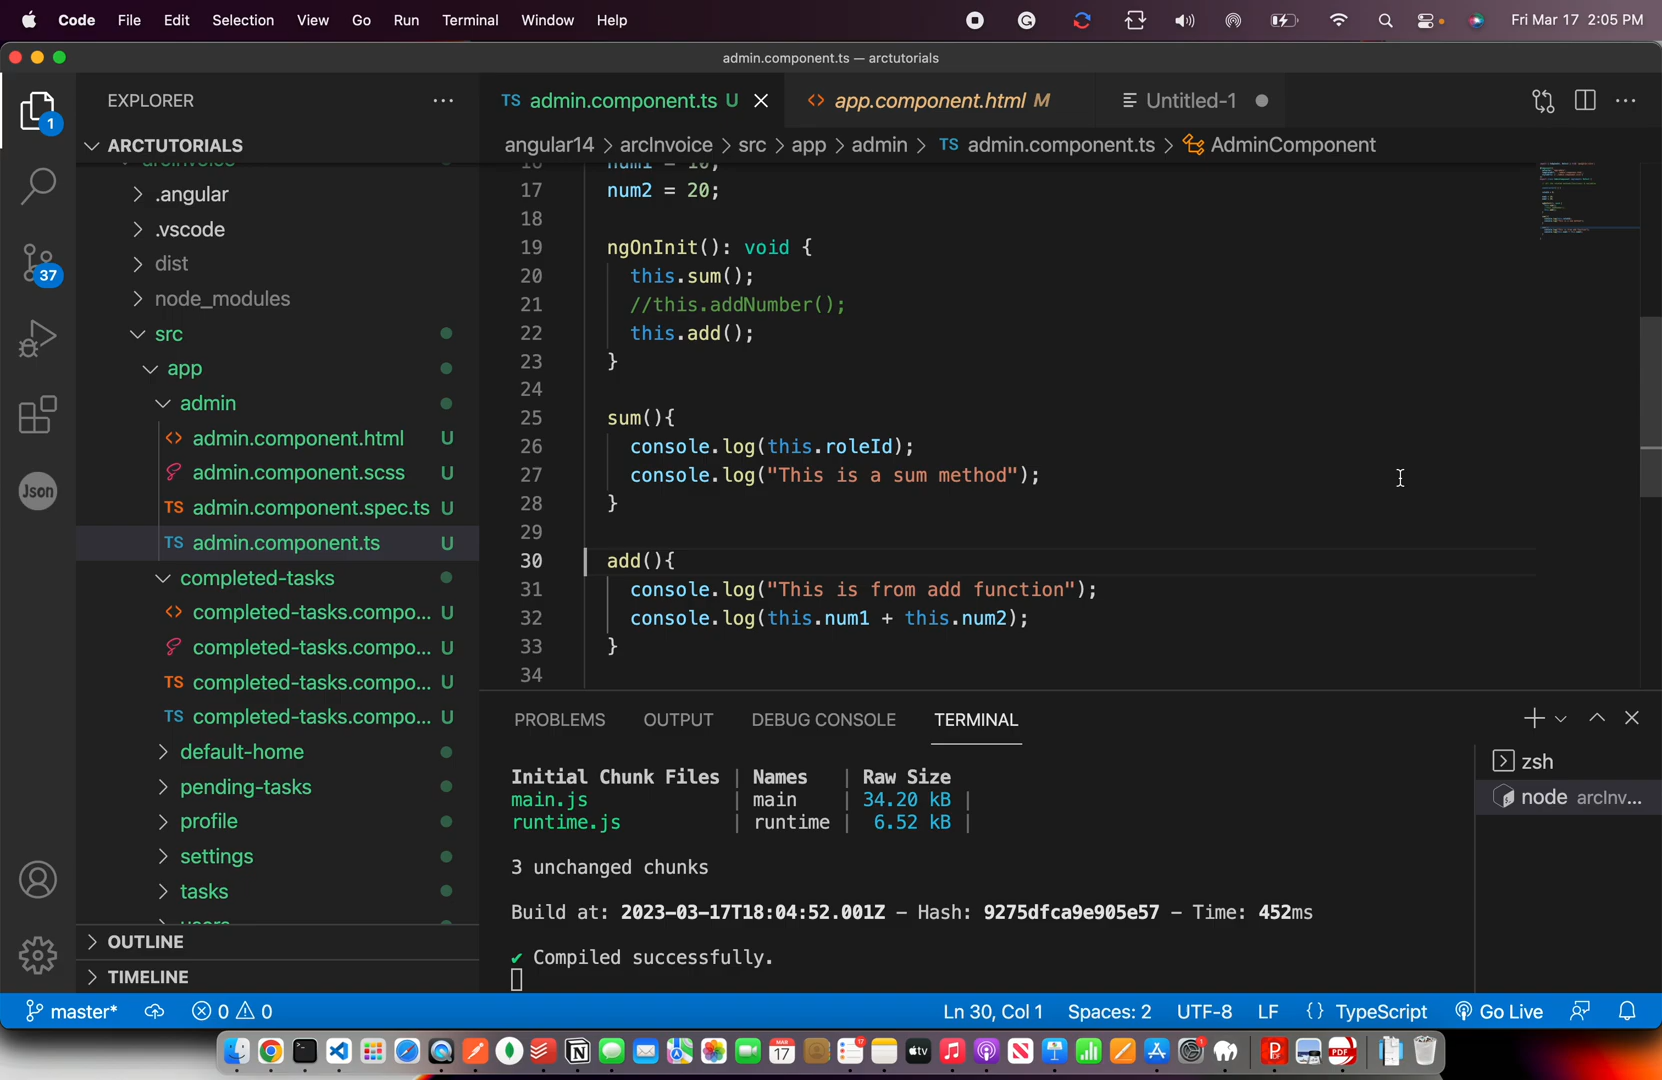 Code File Edit Selection View Go Run Terminal Window Help Fri Mar 17 2:05 PM
admin.component.ts — arctutorials
EXPLORER
TS admin.component.ts U
<> app.component.html M
Untitled-1
ARCTUTORIALS
angular14 > arcInvoice > src > app > admin > TS admin.component.ts > AdminComponent
arcInvoice
.angular
.vscode
dist
node_modules
src
app
admin
<> admin.component.html U
admin.component.scss U
TS admin.component.spec.ts U
TS admin.component.ts U
completed-tasks
<> completed-tasks.compo... U
completed-tasks.compo... U
TS completed-tasks.compo... U
TS completed-tasks.compo... U
default-home
pending-tasks
profile
settings
tasks
users
OUTLINE
TIMELINE
1
37
Json
16 num1 = 10;
17 num2 = 20;
18
19 ngOnInit(): void {
20 this.sum();
21 //this.addNumber();
22 this.add();
23 }
24
25 sum(){
26 console.log(this.roleId);
27 console.log("This is a sum method");
28 }
29
30 add(){
31 console.log("This is from add function");
32 console.log(this.num1 + this.num2);
33 }
34
PROBLEMS OUTPUT DEBUG CONSOLE TERMINAL
Initial Chunk Files | Names | Raw Size
main.js | main | 34.20 kB |
runtime.js | runtime | 6.52 kB |
3 unchanged chunks
Build at: 2023-03-17T18:04:52.001Z - Hash: 9275dfca9e905e57 - Time: 452ms
✔ Compiled successfully.
zsh
node arcInv...
master* 0 0 Ln 30, Col 1 Spaces: 2 UTF-8 LF {} TypeScript Go Live